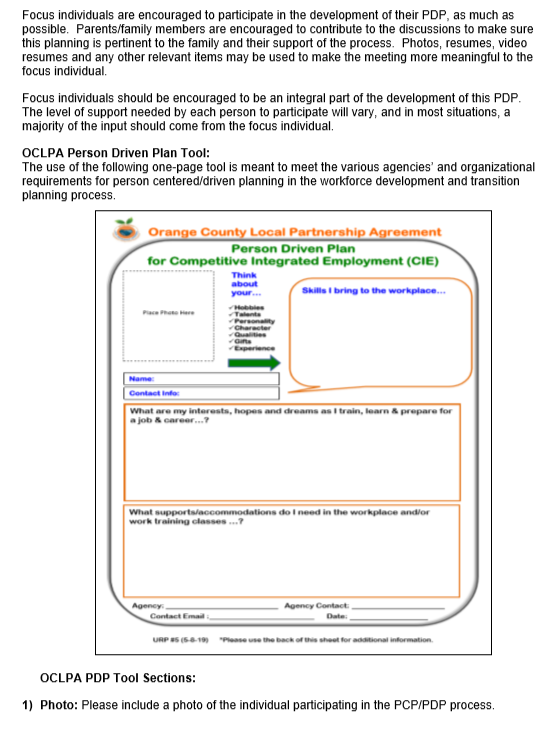 Focus individuals are encouraged to participate in the development of their PDP, as much as
possible. Parents/family members are encouraged to contribute to the discussions to make sure
this planning is pertinent to the family and their support of the process. Photos, resumes, video
resumes and any other relevant items may be used to make the meeting more meaningful to the
focus individual.
Focus individuals should be encouraged to be an integral part of the development of this PDP.
The level of support needed by each person to participate will vary, and in most situations, a
majority of the input should come from the focus individual.
OCLPA Person Driven Plan Tool:
The use of the following one-page tool is meant to meet the various agencies' and organizational
requirements for person centered/driven planning in the workforce development and transition
planning process.
Orange County Local Partnership Agreement
Person Driven Plan
for Competitive Integrated Employment (CIE)
Place Photo Here
Think
about
your...
✓Hobbies
✓Talents
✓Personality
✓Character
✓Qualities
✓Gifts
✓Experience
Skills I bring to the workplace...
Name:
Contact Info:
What are my interests, hopes and dreams as I train, learn & prepare for
a job & career...?
What supports/accommodations do I need in the workplace and/or
work training classes ...?
Agency: Agency Contact:
Contact Email : Date:
URP #5 (5-8-19) *Please use the back of this sheet for additional information.
OCLPA PDP Tool Sections:
1) Photo: Please include a photo of the individual participating in the PCP/PDP process.